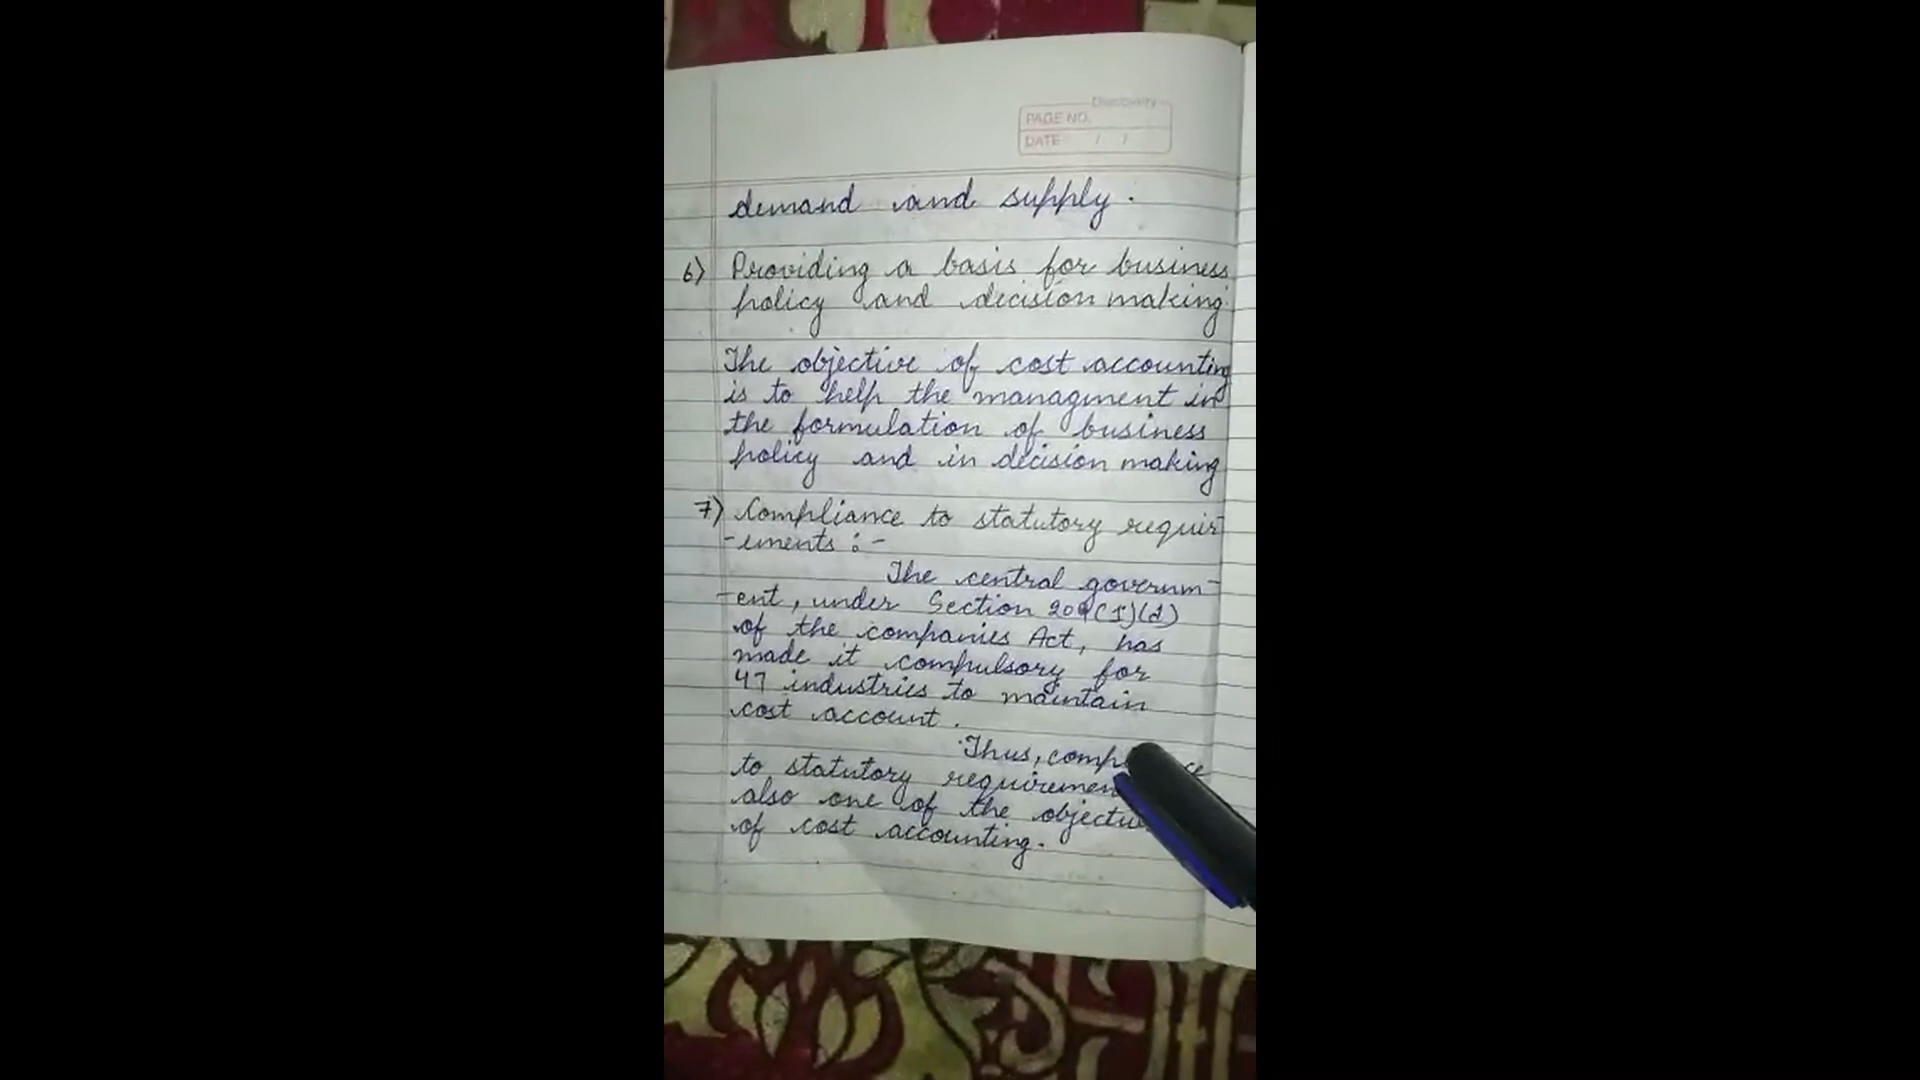 Discovery
PAGE NO.
DATE / /
demand and supply.
6) Providing a basis for business
policy and decision making
The objective of cost accounting
is to help the managment in
the formulation of business
policy and in decision making
7) Compliance to statutory requir
-ements :-
The central governm-
-ent, under Section 209(1)(d)
of the companies Act, has
made it compulsory for
47 industries to maintain
cost account.
Thus,
to statutory
also one of the
of cost accounting.